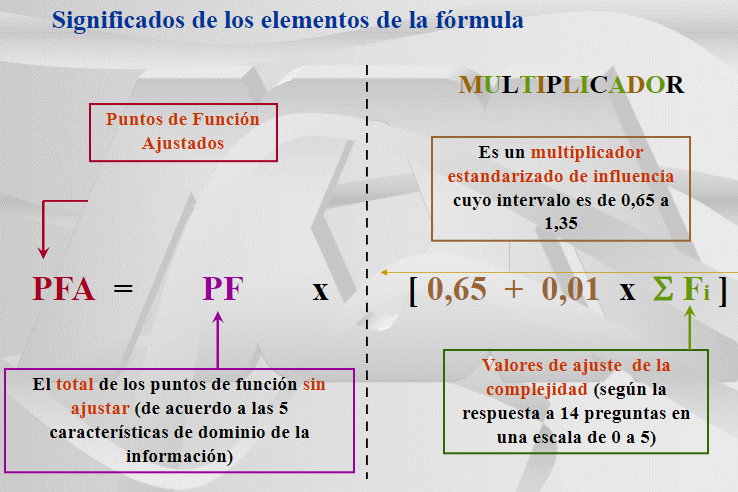 Significados de los elementos de la fórmula
MULTIPLICADOR
Puntos de Función
Ajustados
Es un multiplicador
estandarizado de influencia
cuyo intervalo es de 0,65 a
1,35
PFA = PF x [ 0,65 + 0,01 x Σ Fi ]
El total de los puntos de función sin
ajustar (de acuerdo a las 5
características de dominio de la
información)
Valores de ajuste de la
complejidad (según la
respuesta a 14 preguntas en
una escala de 0 a 5)